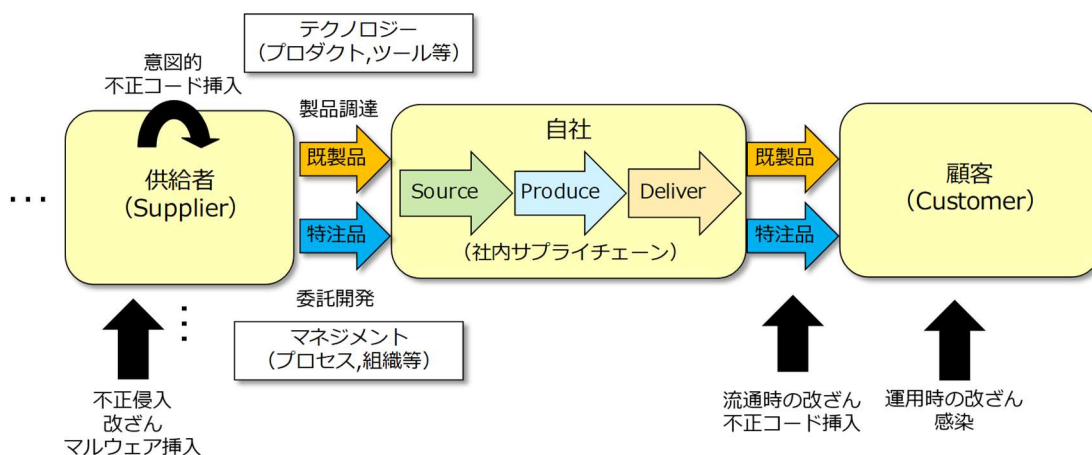 テクノロジー
(プロダクト,ツール等)
意図的
不正コード挿入
製品調達
既製品
特注品
委託開発
供給者
(Supplier)
…
自社
Source
Produce
Deliver
(社内サプライチェーン)
既製品
特注品
顧客
(Customer)
マネジメント
(プロセス,組織等)
不正侵入
改ざん
マルウェア挿入
流通時の改ざん
不正コード挿入
運用時の改ざん
感染